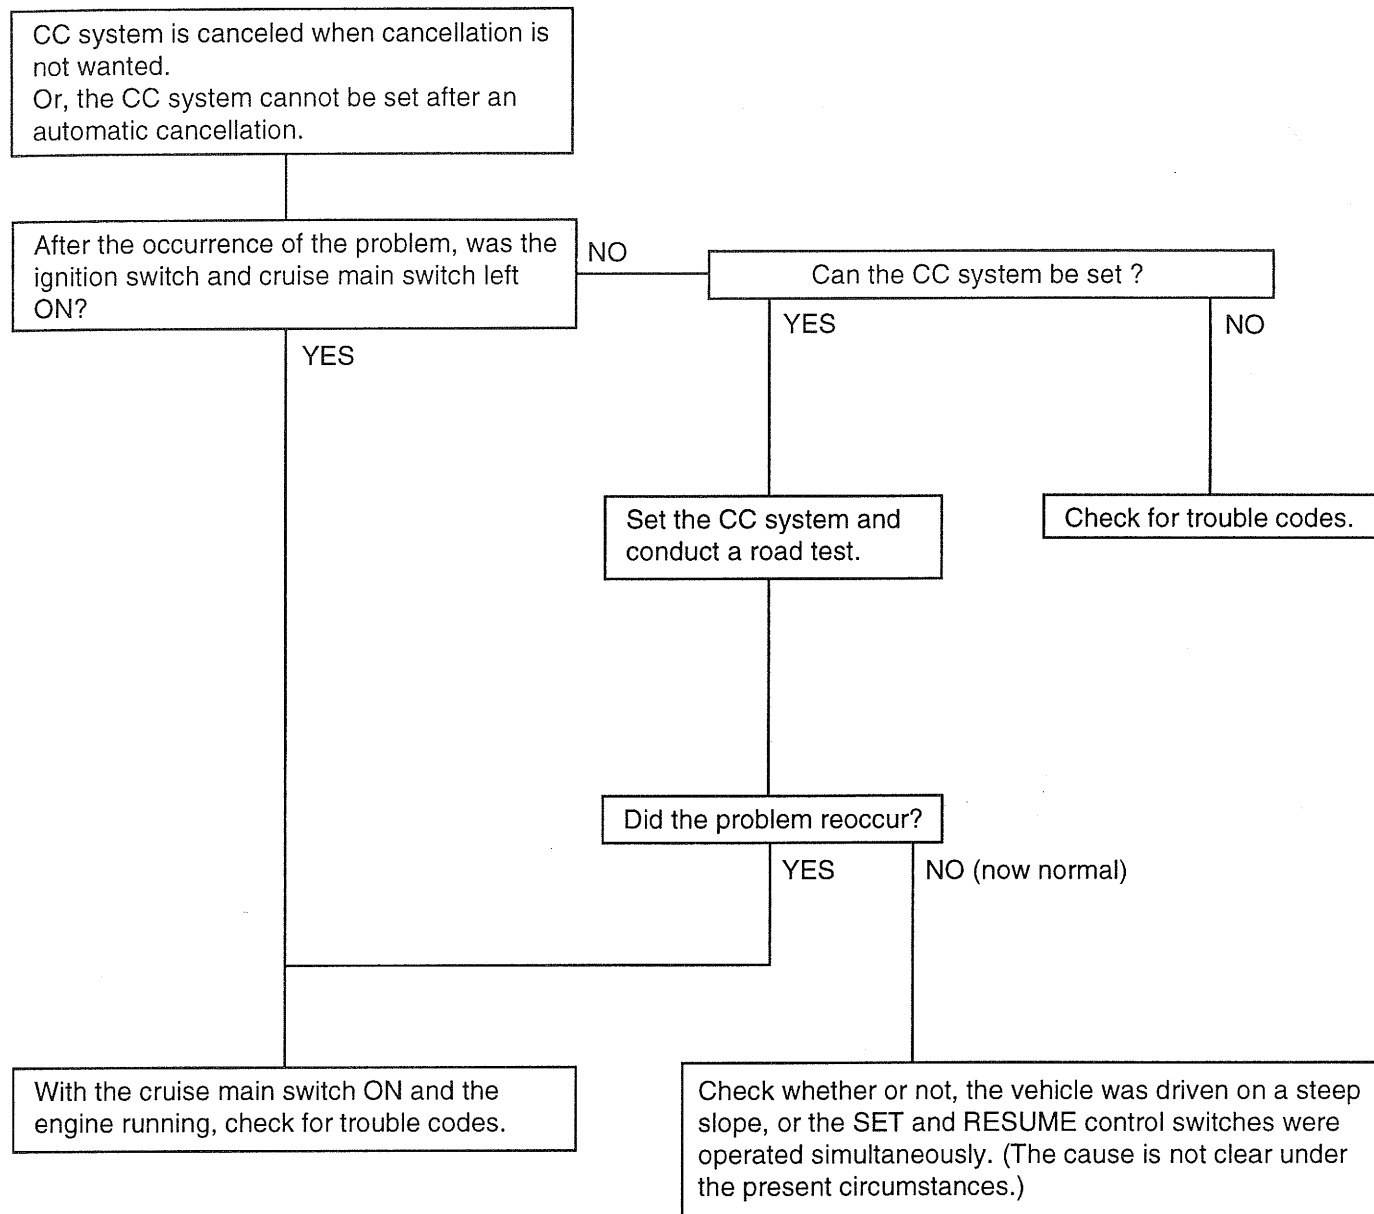 CC system is canceled when cancellation is
not wanted.
Or, the CC system cannot be set after an
automatic cancellation.
After the occurrence of the problem, was the
ignition switch and cruise main switch left
ON?
NO
Can the CC system be set ?
YES
YES
NO
Set the CC system and
conduct a road test.
Check for trouble codes.
Did the problem reoccur?
YES
NO (now normal)
With the cruise main switch ON and the
engine running, check for trouble codes.
Check whether or not, the vehicle was driven on a steep
slope, or the SET and RESUME control switches were
operated simultaneously. (The cause is not clear under
the present circumstances.)